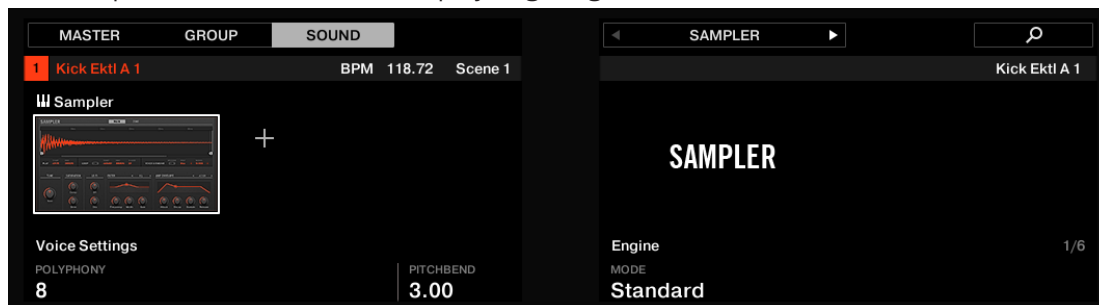 MASTER GROUP SOUND
1 Kick Ektl A 1 BPM 118.72 Scene 1
Sampler
SAMPLER
Voice Settings
POLYPHONY PITCHBEND
8 3.00
SAMPLER
Kick Ektl A 1
SAMPLER
Engine 1/6
MODE
Standard